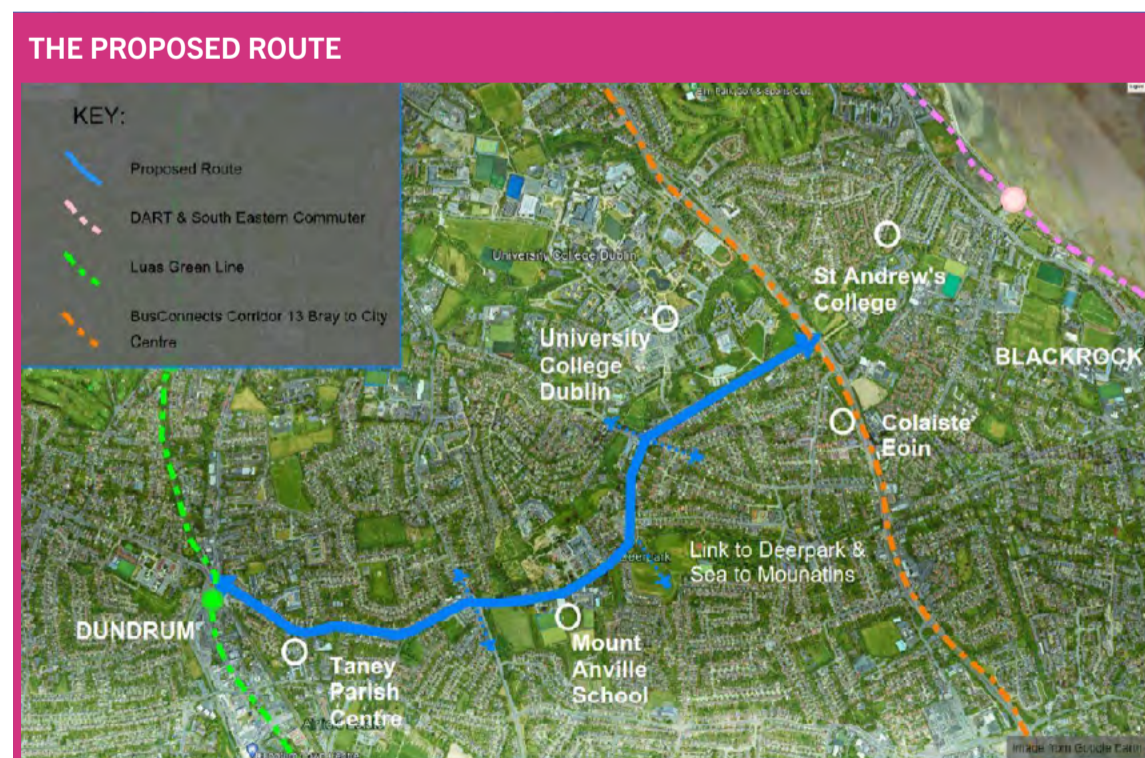 THE PROPOSED ROUTE
KEY:
Proposed Route
DART & South Eastern Commuter
Luas Green Line
BusConnects Corridor 13 Bray to City
Centre
University College Dublin
St Andrew's
College
University
College
Dublin
BLACKROCK
Colaiste
Eoin
Deerpark
Link to Deerpark &
Sea to Mounatins
DUNDRUM
Taney
Parish
Centre
Mount
Anville
School
Image from Google Earth